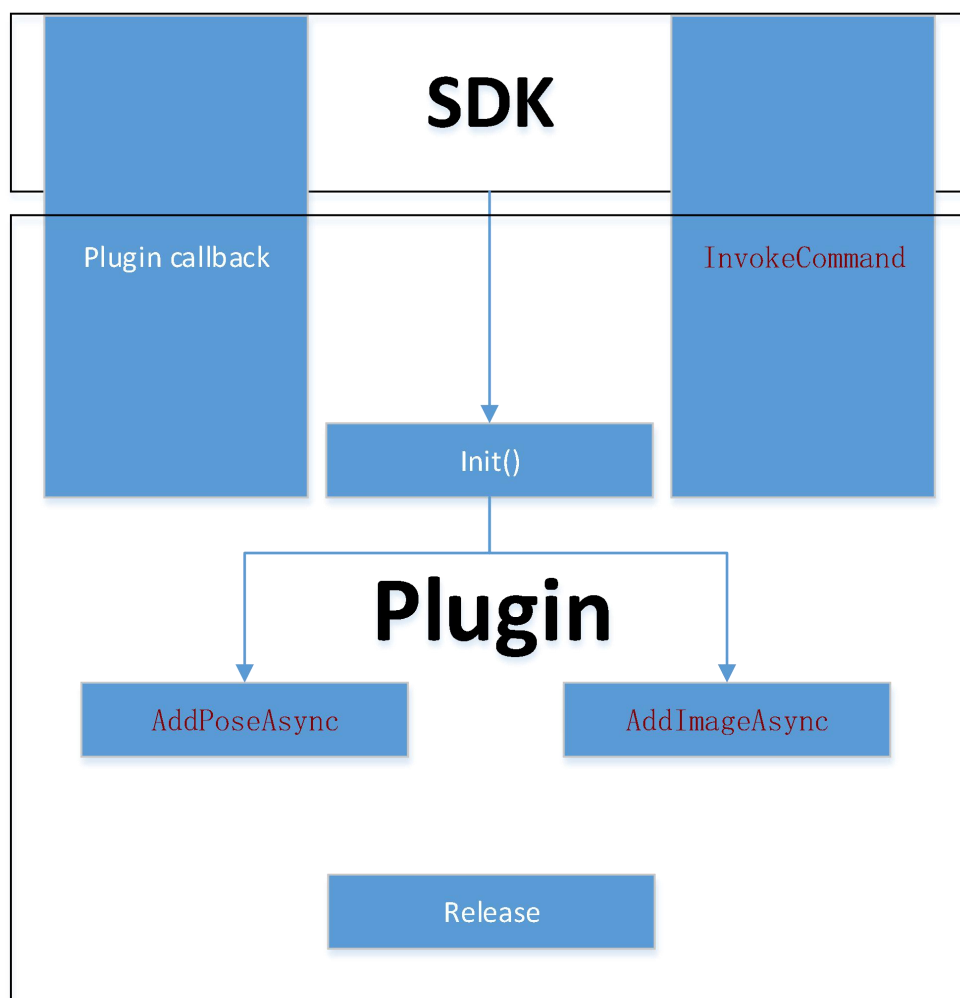 SDK
Plugin callback
InvokeCommand
Init()
Plugin
AddPoseAsync
AddImageAsync
Release